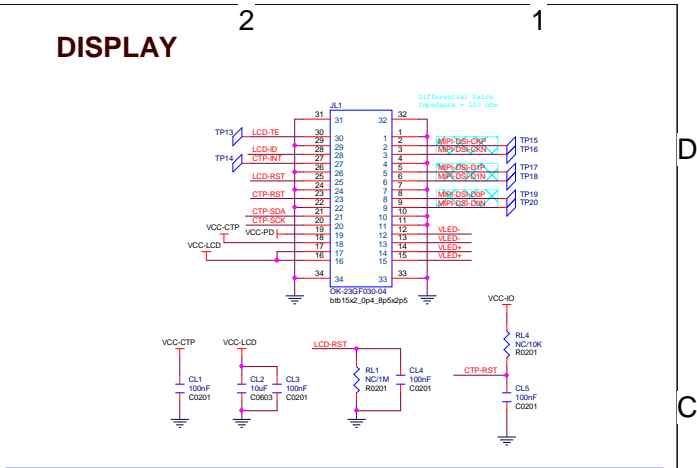 2
1
DISPLAY
D
C
Differential Pairs
Impedance = 100 ohm
JL1
31
31
32
32
TP13
LCD-TE
30
30
29
29
LCD-ID
28
28
TP14
CTP-INT
27
27
26
26
LCD-RST
25
25
24
24
CTP-RST
23
23
22
22
CTP-SDA
21
21
CTP-SCK
20
20
VCC-CTP
VCC-PD
19
19
18
18
VCC-LCD
17
17
16
16
34
34
1
1
2
2
MIPI-DSI-CKP
TP15
3
3
MIPI-DSI-CKN
TP16
4
4
5
5
MIPI-DSI-D1P
TP17
6
6
MIPI-DSI-D1N
TP18
7
7
8
8
MIPI-DSI-D0P
TP19
9
9
MIPI-DSI-D0N
TP20
10
10
11
11
12
12
VLED-
13
13
VLED-
14
14
VLED+
15
15
VLED+
33
33
OK-23GF030-04
btb15x2_0p4_8p5x2p5
VCC-CTP
CL1
100nF
C0201
VCC-LCD
CL2
10uF
C0603
CL3
100nF
C0201
LCD-RST
RL1
NC/1M
R0201
CL4
100nF
C0201
VCC-IO
RL4
NC/10K
R0201
CTP-RST
CL5
100nF
C0201